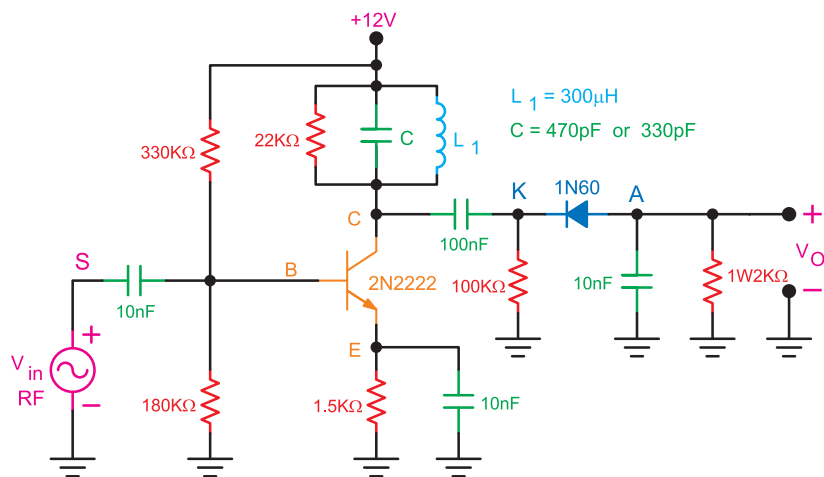 +12V
L 1 = 300μH
C = 470pF or 330pF
330KΩ
22KΩ
C
L 1
K
1N60
A
C
100nF
+
S
B
2N2222
100KΩ
10nF
1W2KΩ
V O
10nF
−
+
V in
RF
−
E
180KΩ
1.5KΩ
10nF